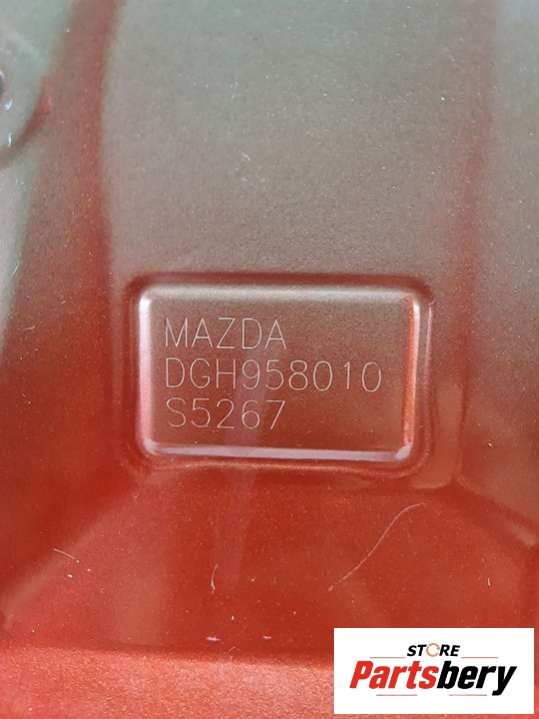 MAZDA
DGH958010
S5267
STORE
Partsbery